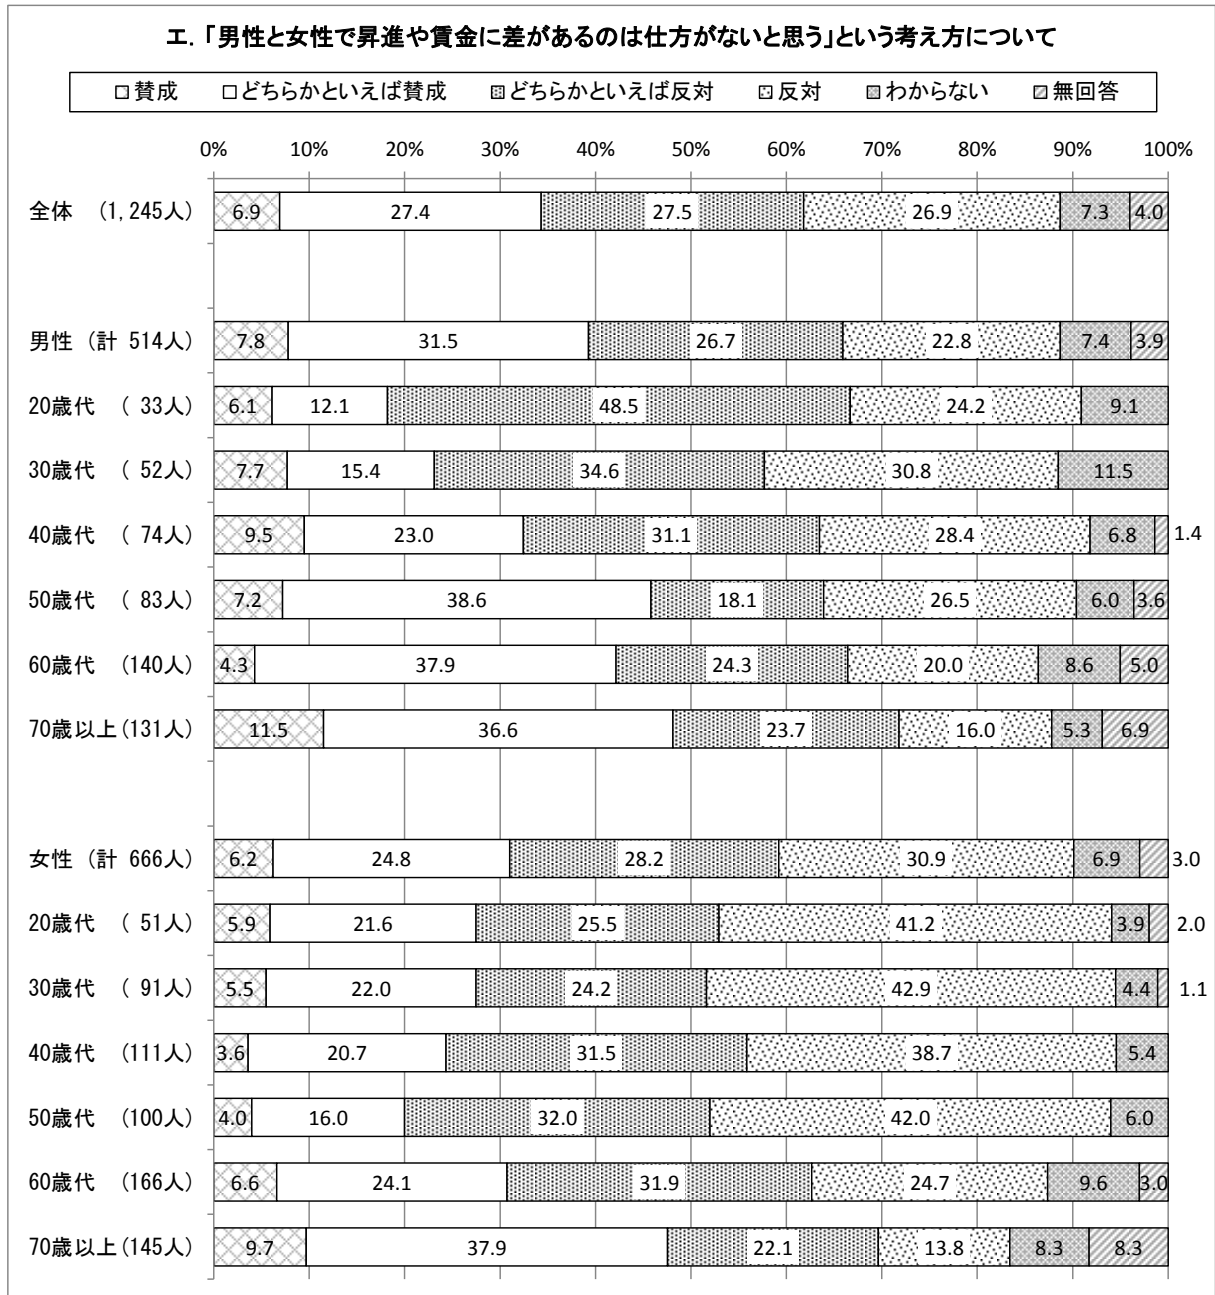 エ．「男性と女性で昇進や賃金に差があるのは仕方がないと思う」という考え方について
賛成 どちらかといえば賛成 どちらかといえば反対 反対 わからない 無回答
0% 10% 20% 30% 40% 50% 60% 70% 80% 90% 100%
全体 (1,245人) 6.9 27.4 27.5 26.9 7.3 4.0
男性 (計 514人) 7.8 31.5 26.7 22.8 7.4 3.9
20歳代 ( 33人) 6.1 12.1 48.5 24.2 9.1
30歳代 ( 52人) 7.7 15.4 34.6 30.8 11.5
40歳代 ( 74人) 9.5 23.0 31.1 28.4 6.8 1.4
50歳代 ( 83人) 7.2 38.6 18.1 26.5 6.0 3.6
60歳代 (140人) 4.3 37.9 24.3 20.0 8.6 5.0
70歳以上(131人) 11.5 36.6 23.7 16.0 5.3 6.9
女性 (計 666人) 6.2 24.8 28.2 30.9 6.9 3.0
20歳代 ( 51人) 5.9 21.6 25.5 41.2 3.9 2.0
30歳代 ( 91人) 5.5 22.0 24.2 42.9 4.4 1.1
40歳代 (111人) 3.6 20.7 31.5 38.7 5.4
50歳代 (100人) 4.0 16.0 32.0 42.0 6.0
60歳代 (166人) 6.6 24.1 31.9 24.7 9.6 3.0
70歳以上(145人) 9.7 37.9 22.1 13.8 8.3 8.3